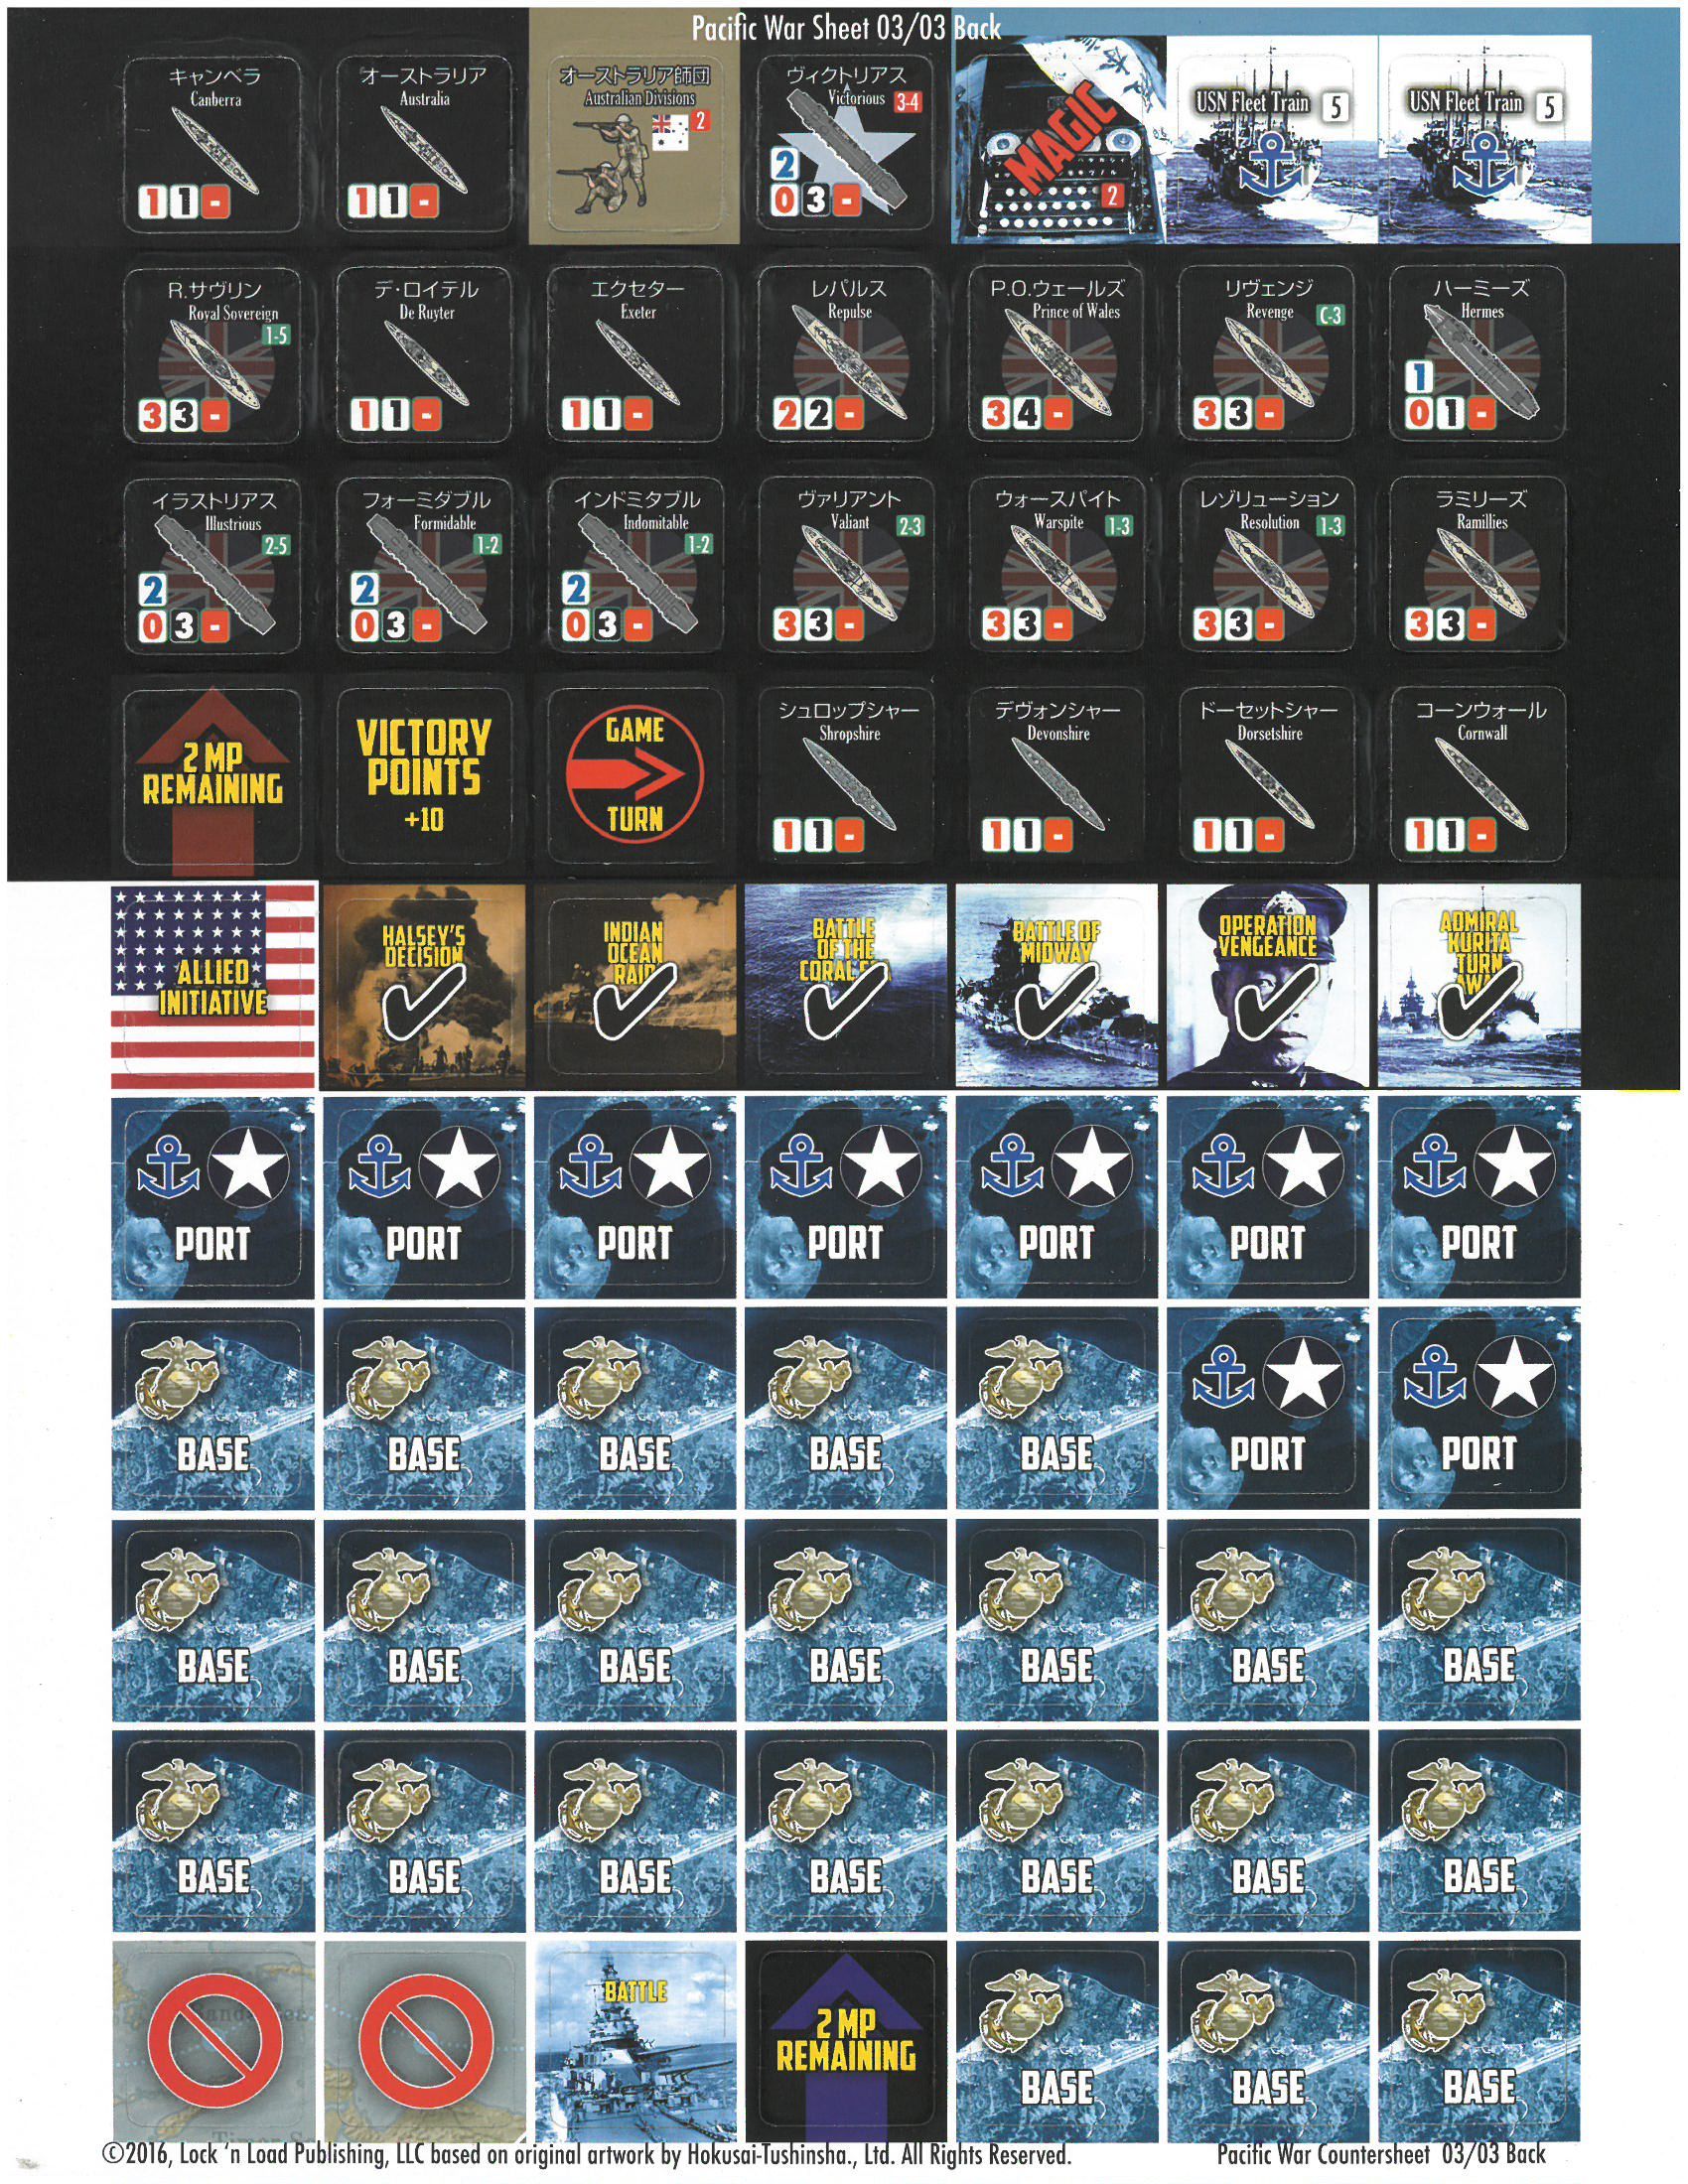 Pacific War Sheet 03/03 Back
キャンベラ
Canberra
1 1 -
オーストラリア
Australia
1 1 -
オーストラリア師団
Australian Divisions
2
ヴィクトリアス
Victorious 3-4
2
0 3 -
MAGIC
2
USN Fleet Train 5
USN Fleet Train 5
R.サヴリン
Royal Sovereign
1-5
3 3 -
デ・ロイテル
De Ruyter
1 1 -
エクセター
Exeter
1 1 -
レパルス
Repulse
2 2 -
P.O.ウェールズ
Prince of Wales
3 4 -
リヴェンジ
Revenge C-3
3 3 -
ハーミーズ
Hermes
1
0 1 -
イラストリアス
Illustrious
2-5
2
0 3 -
フォーミダブル
Formidable
1-2
2
0 3 -
インドミタブル
Indomitable
1-2
2
0 3 -
ヴァリアント
Valiant 2-3
3 3 -
ウォースパイト
Warspite 1-3
3 3 -
レゾリューション
Resolution 1-3
3 3 -
ラミリーズ
Ramillies
3 3 -
2 MP
REMAINING
VICTORY
POINTS
+10
GAME
TURN
シュロップシャー
Shropshire
1 1 -
デヴォンシャー
Devonshire
1 1 -
ドーセットシャー
Dorsetshire
1 1 -
コーンウォール
Cornwall
1 1 -
ALLIED
INITIATIVE
HALSEY'S
DECISION
INDIAN
OCEAN
RAID
BATTLE
OF THE
CORAL
BATTLE OF
MIDWAY
OPERATION
VENGEANCE
ADMIRAL
KURITA
TURN
PORT
PORT
PORT
PORT
PORT
PORT
PORT
BASE
BASE
BASE
BASE
BASE
PORT
PORT
BASE
BASE
BASE
BASE
BASE
BASE
BASE
BASE
BASE
BASE
BASE
BASE
BASE
BASE
BATTLE
2 MP
REMAINING
BASE
BASE
BASE
©2016, Lock 'n Load Publishing, LLC based on original artwork by Hokusai-Tushinsha., Ltd. All Rights Reserved.
Pacific War Countersheet 03/03 Back